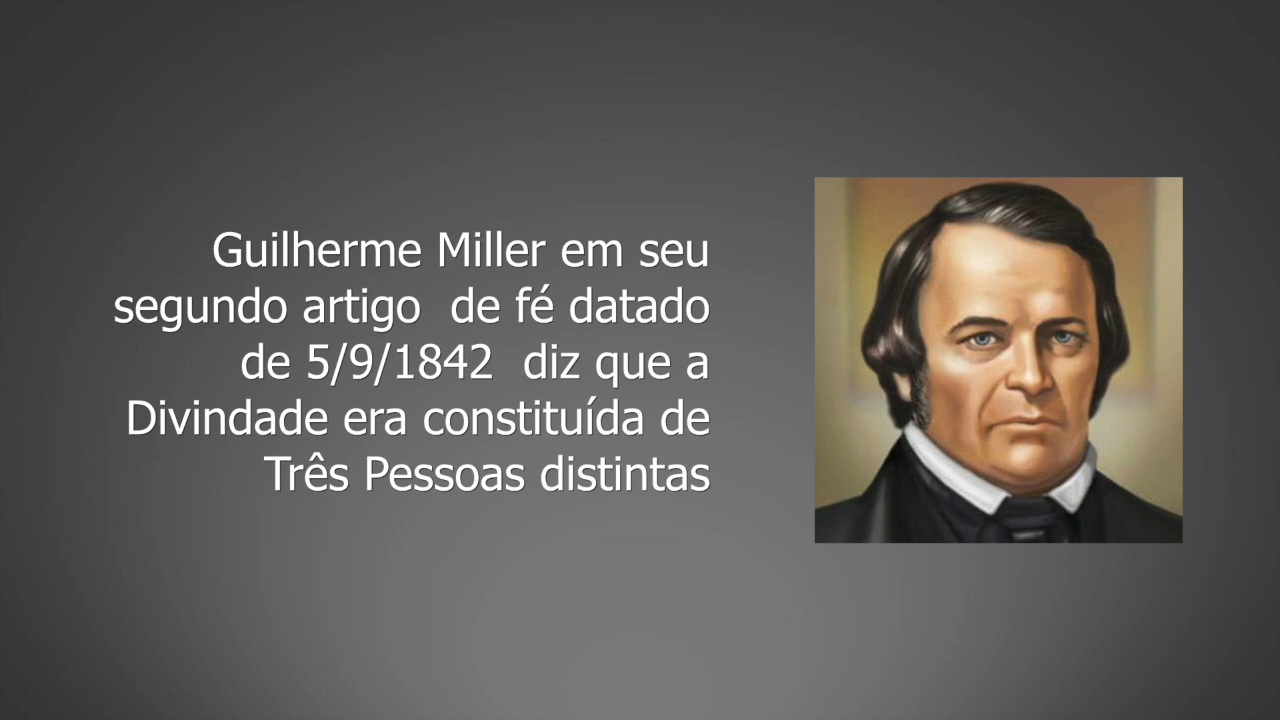 Guilherme Miller em seu
segundo artigo  de fé datado
de 5/9/1842  diz que a
Divindade era constituída de
Três Pessoas distintas